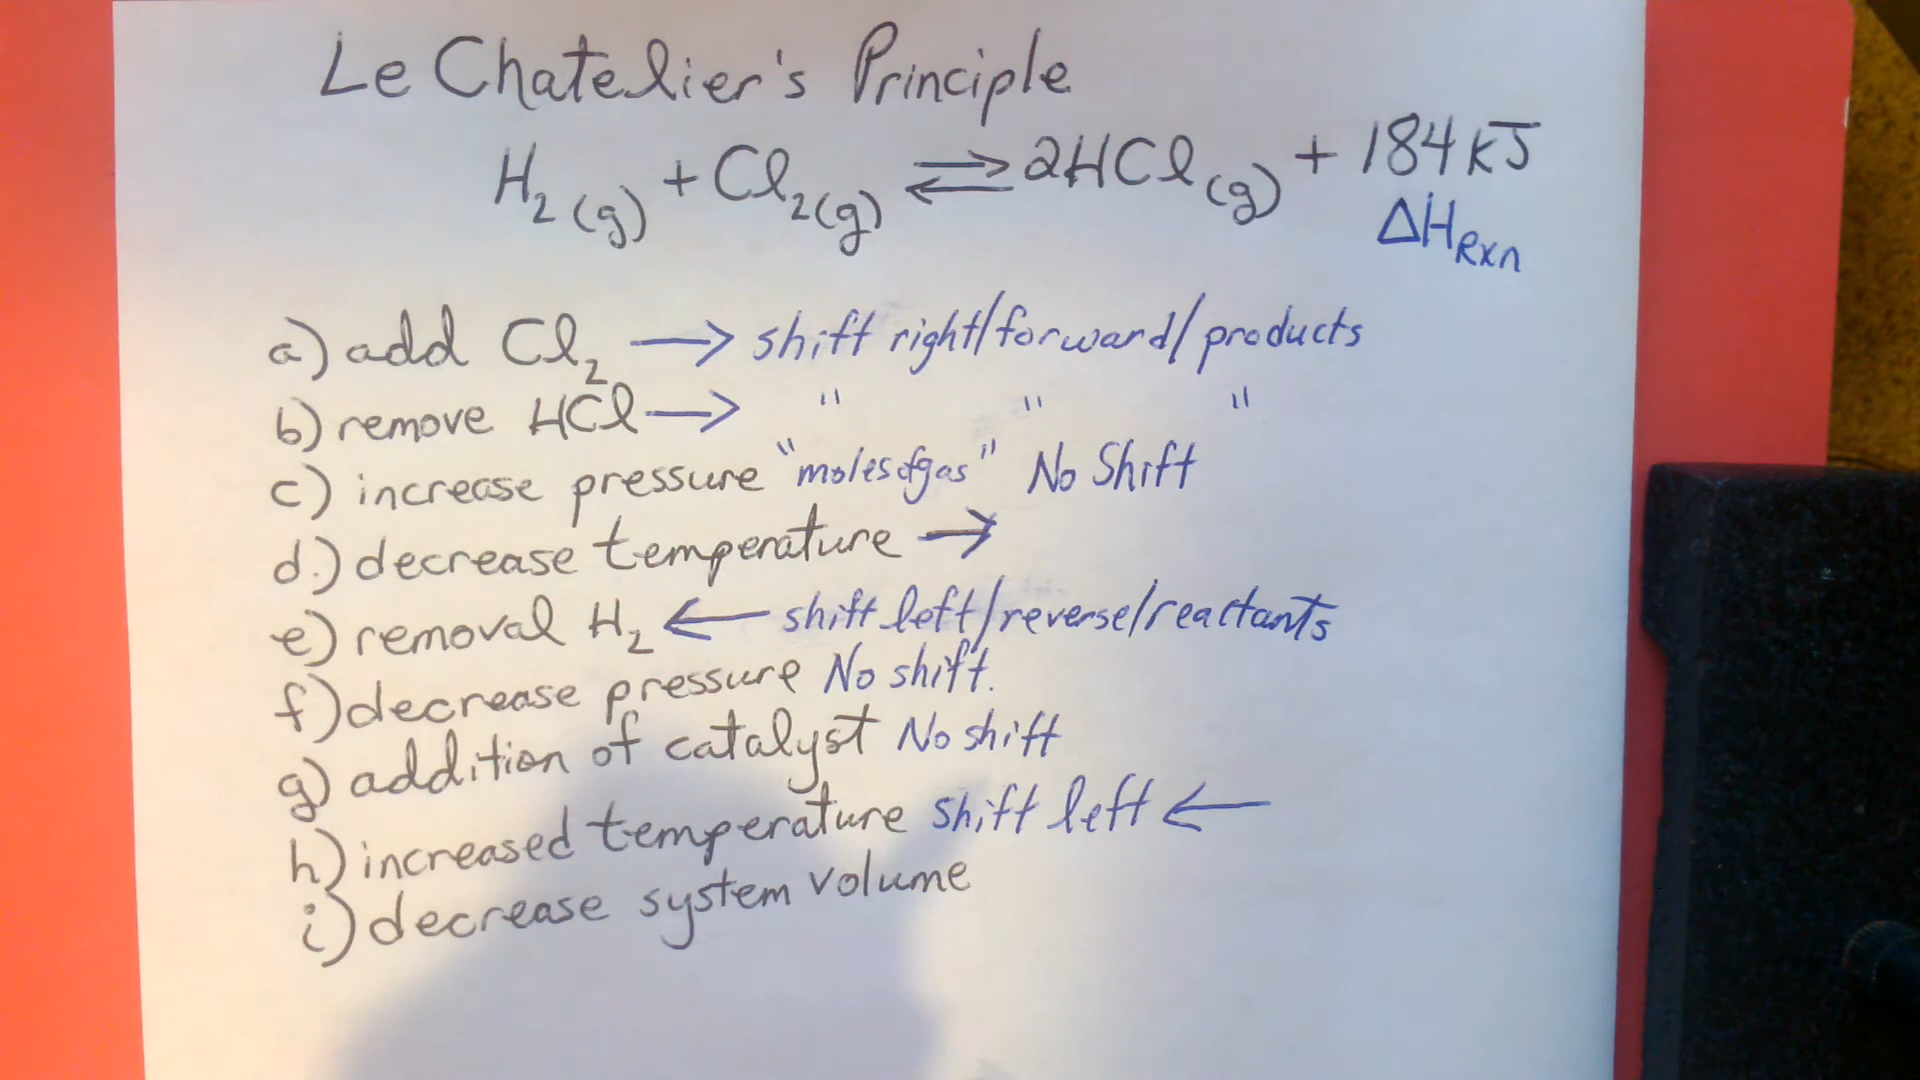 Le Chatelier's Principle
H₂(g) + Cl₂(g) ⇌ 2HCl(g) + 184 kJ
ΔHRxn
a) add Cl₂ → shift right/forward/products
b) remove HCl → " " "
c) increase pressure "moles of gas" No Shift
d.) decrease temperature →
e) removal H₂ ← shift left/reverse/reactants
f) decrease pressure No shift.
g) addition of catalyst No shift
h) increased temperature shift left ←
i) decrease system volume